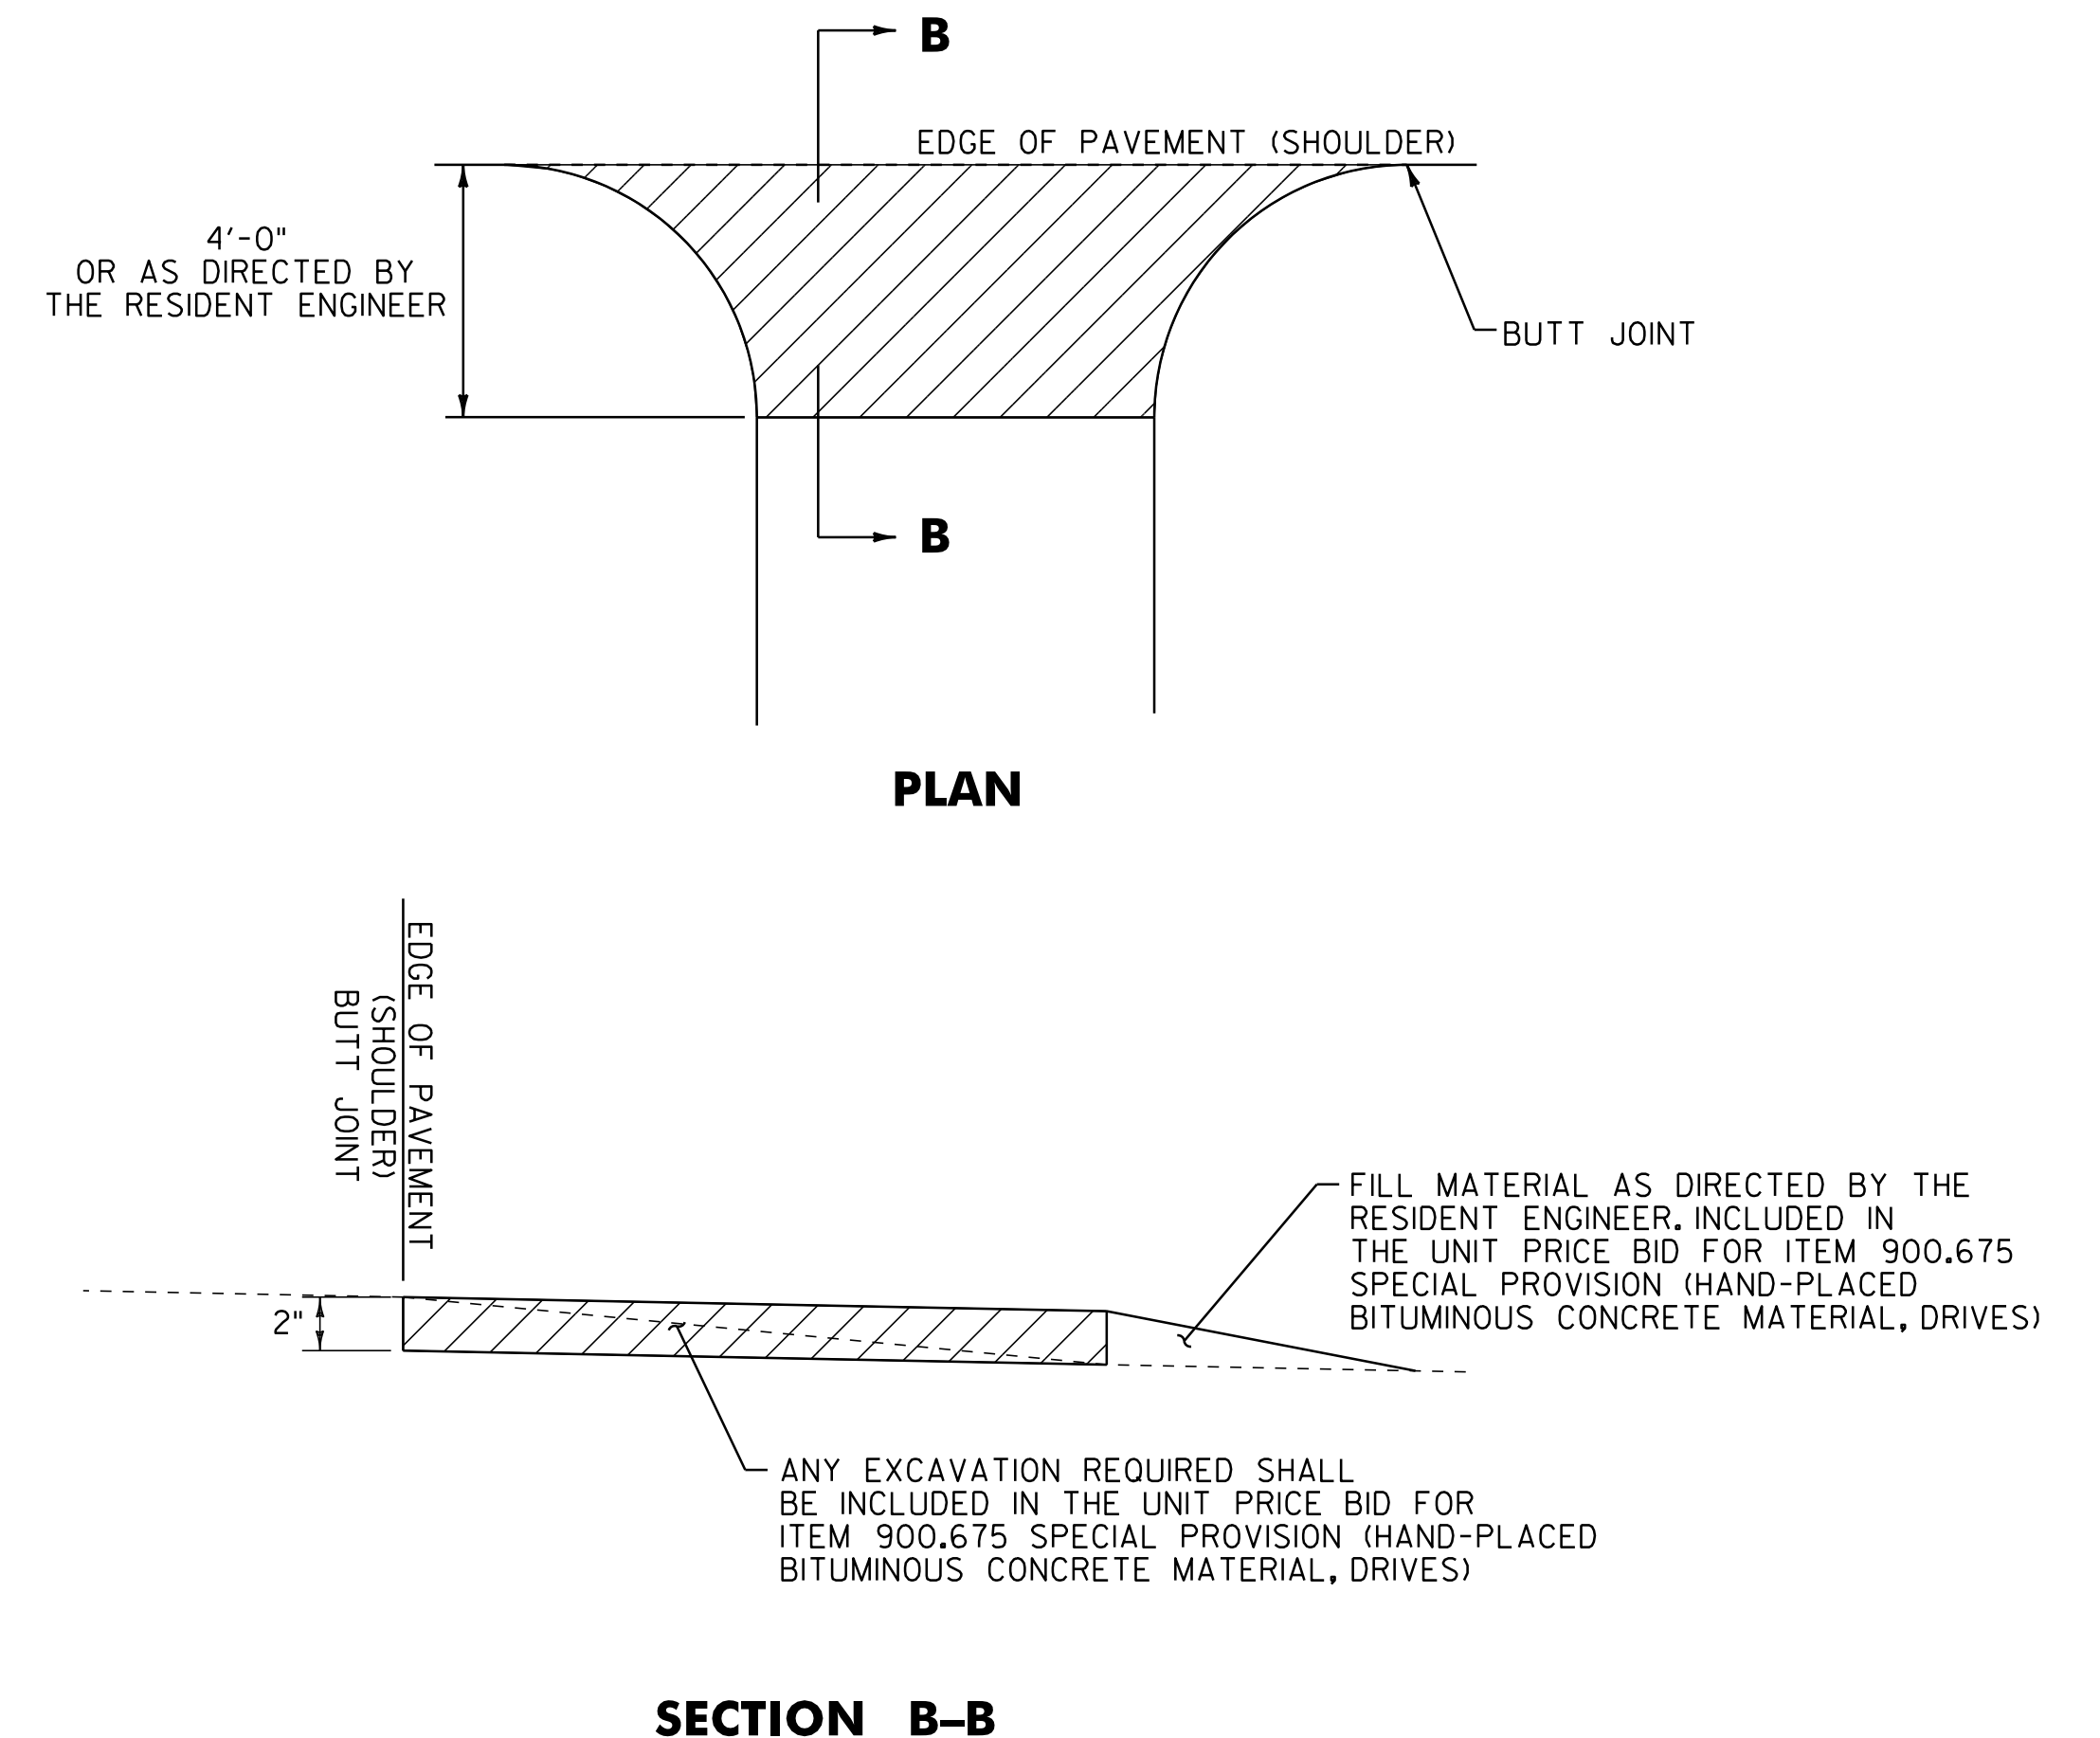 B
EDGE OF PAVEMENT (SHOULDER)
4'-0"
OR AS DIRECTED BY
THE RESIDENT ENGINEER
BUTT JOINT
B
PLAN
EDGE OF PAVEMENT
(SHOULDER)
BUTT JOINT
2"
FILL MATERIAL AS DIRECTED BY THE
RESIDENT ENGINEER. INCLUDED IN
THE UNIT PRICE BID FOR ITEM 900.675
SPECIAL PROVISION (HAND-PLACED
BITUMINOUS CONCRETE MATERIAL, DRIVES)
ANY EXCAVATION REQUIRED SHALL
BE INCLUDED IN THE UNIT PRICE BID FOR
ITEM 900.675 SPECIAL PROVISION (HAND-PLACED
BITUMINOUS CONCRETE MATERIAL, DRIVES)
SECTION B-B